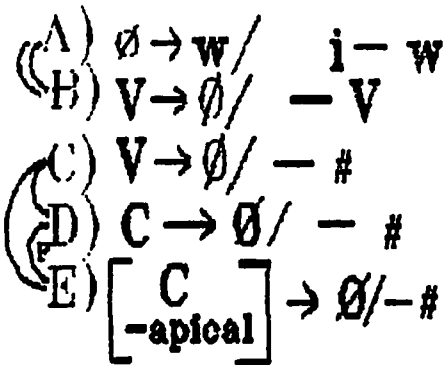 A) ∅ → w / i — w
B) V → ∅ / — V
C) V → ∅ / — #
D) C → ∅ / — #
E) [C -apical] → ∅ / — #